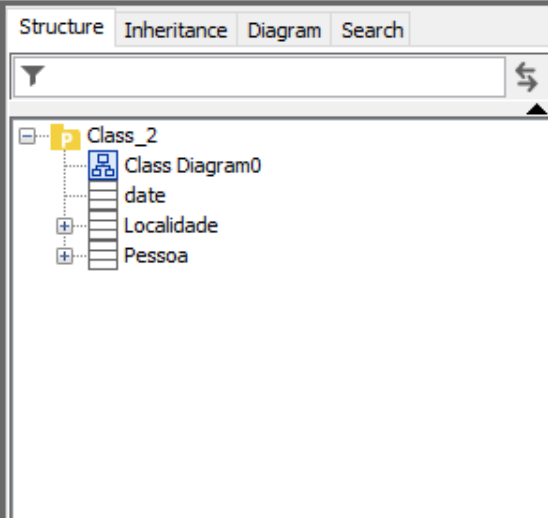 Structure Inheritance Diagram Search
P Class_2
Class Diagram0
date
Localidade
Pessoa